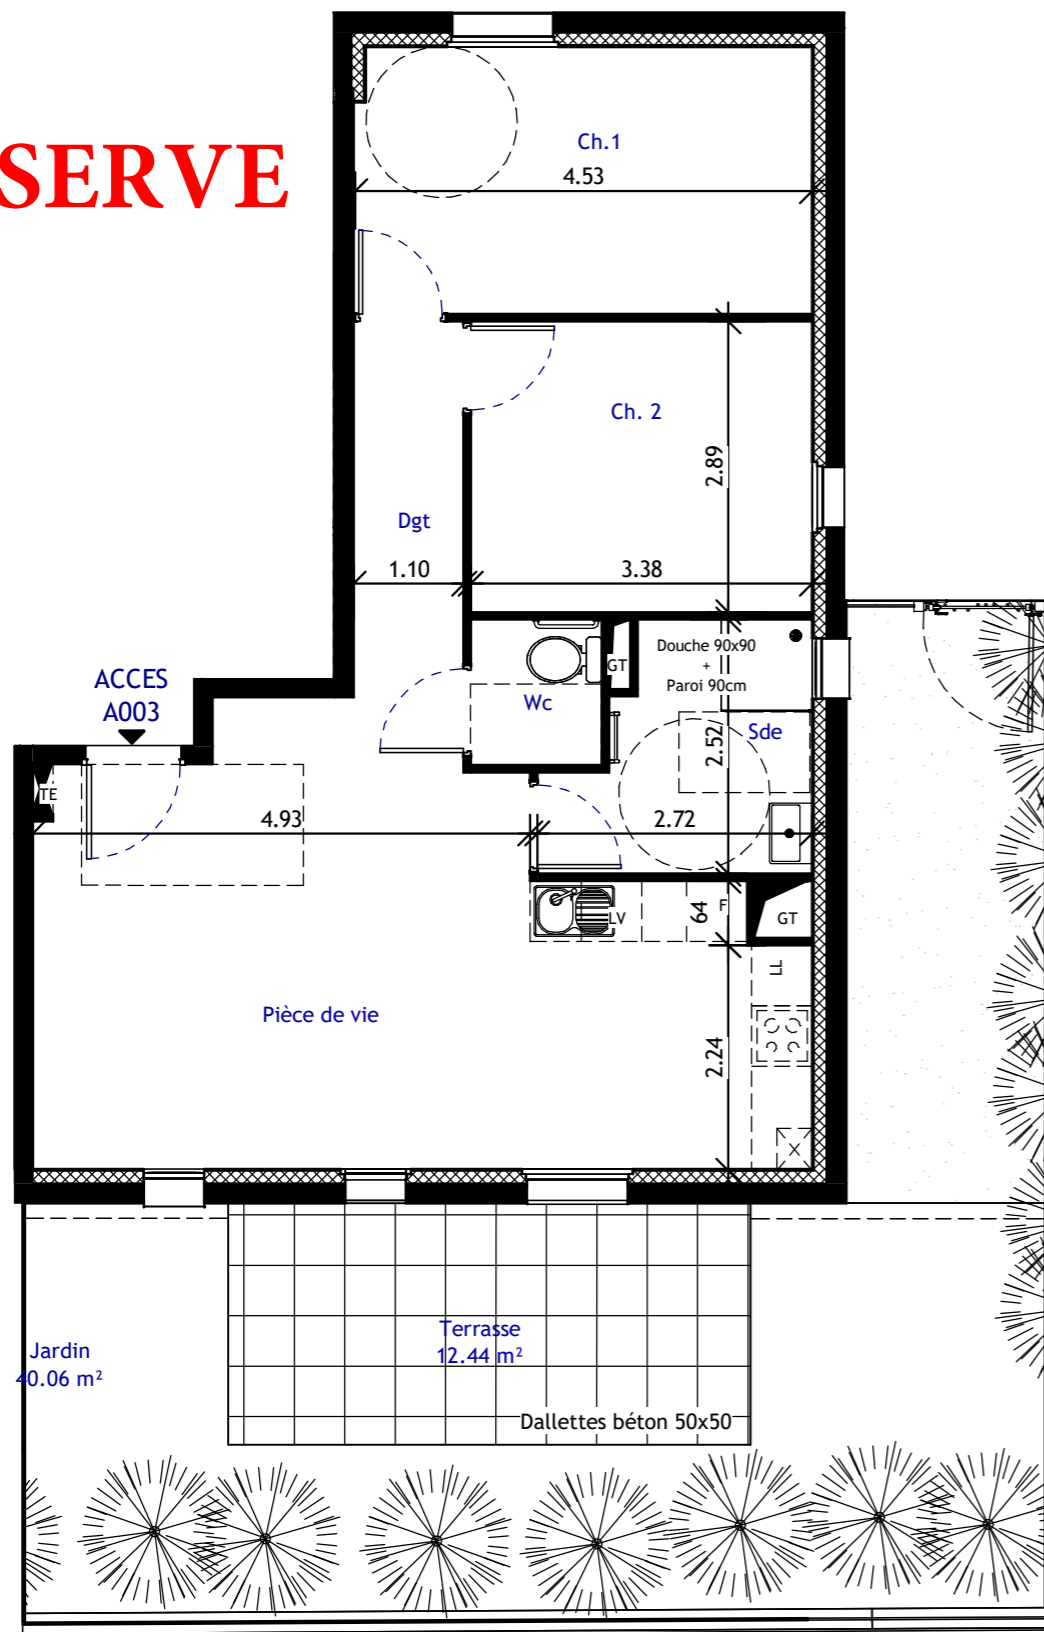 SERVE
Ch.1
4.53
Ch. 2
2.89
Dgt
1.10
3.38
ACCES
A003
GT
Douche 90x90
+
Paroi 90cm
Wc
Sde
2.52
TE
4.93
2.72
LV
64
F
GT
LL
Pièce de vie
2.24
Terrasse
12.44 m²
Jardin
40.06 m²
Dallettes béton 50x50